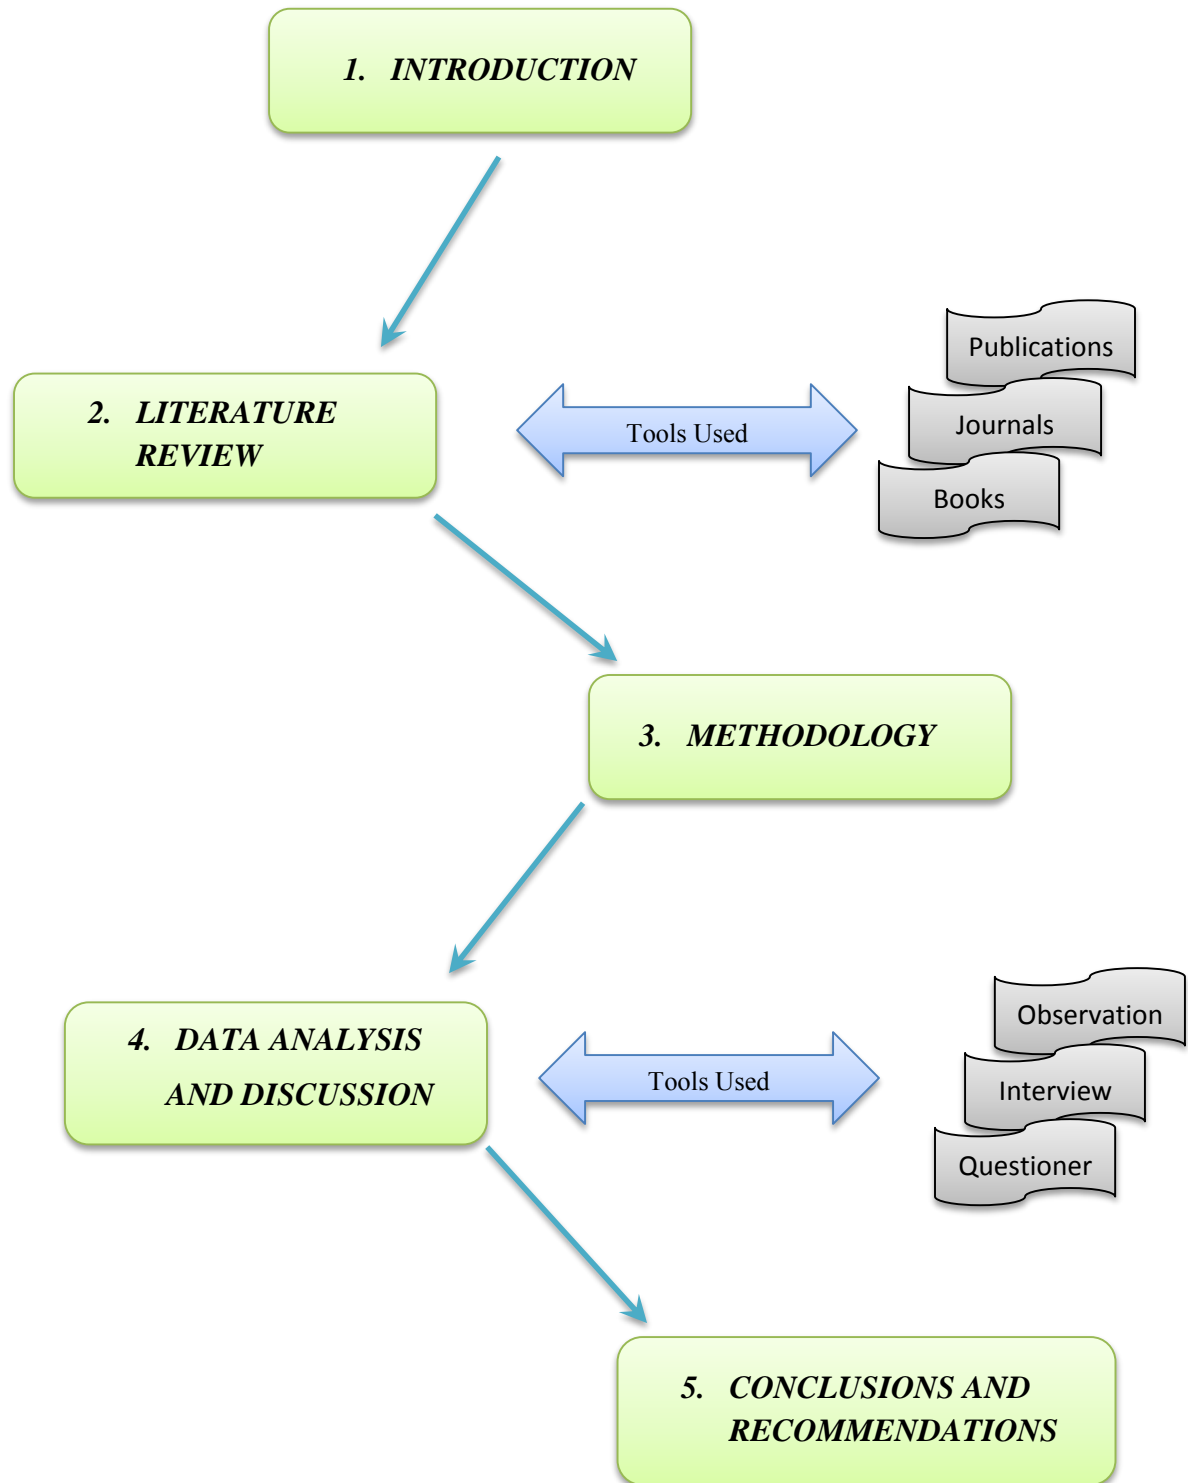 1. INTRODUCTION
2. LITERATURE
REVIEW
Tools Used
Publications
Journals
Books
3. METHODOLOGY
4. DATA ANALYSIS
AND DISCUSSION
Tools Used
Observation
Interview
Questioner
5. CONCLUSIONS AND
RECOMMENDATIONS